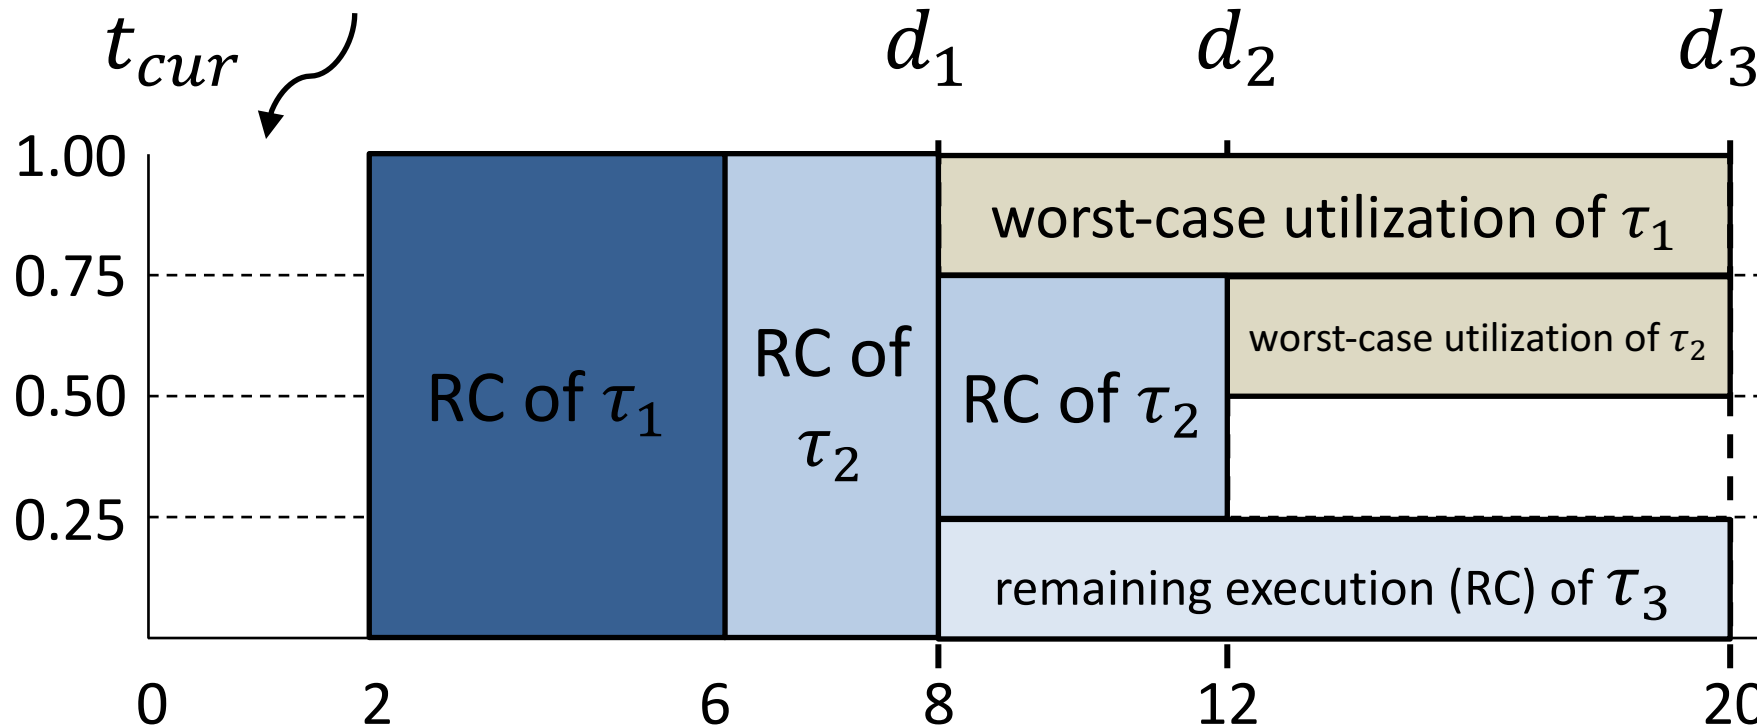 t_cur d_1 d_2 d_3
1.00
worst-case utilization of τ_1
0.75
RC of
τ_2
worst-case utilization of τ_2
RC of τ_1
RC of τ_2
0.50
0.25
remaining execution (RC) of τ_3
0 2 6 8 12 20